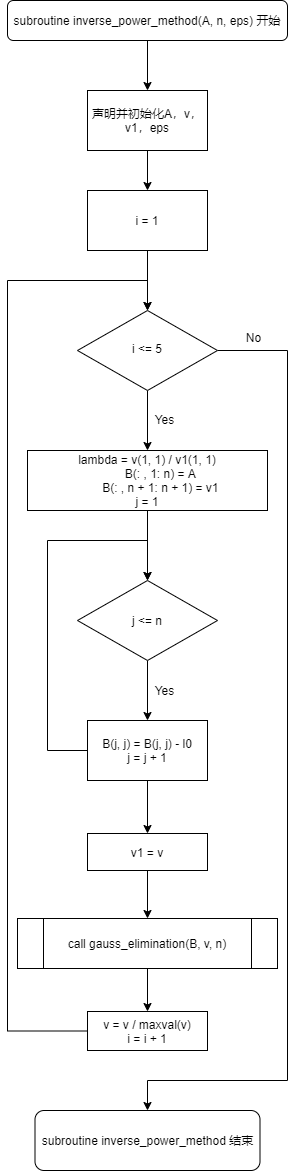 subroutine inverse_power_method(A, n, eps) 开始
声明并初始化A，v，
v1，eps
i = 1
i <= 5
No
Yes
lambda = v(1, 1) / v1(1, 1)
B(: , 1: n) = A
B(: , n + 1: n + 1) = v1
j = 1
j <= n
Yes
B(j, j) = B(j, j) - l0
j = j + 1
v1 = v
call gauss_elimination(B, v, n)
v = v / maxval(v)
i = i + 1
subroutine inverse_power_method 结束